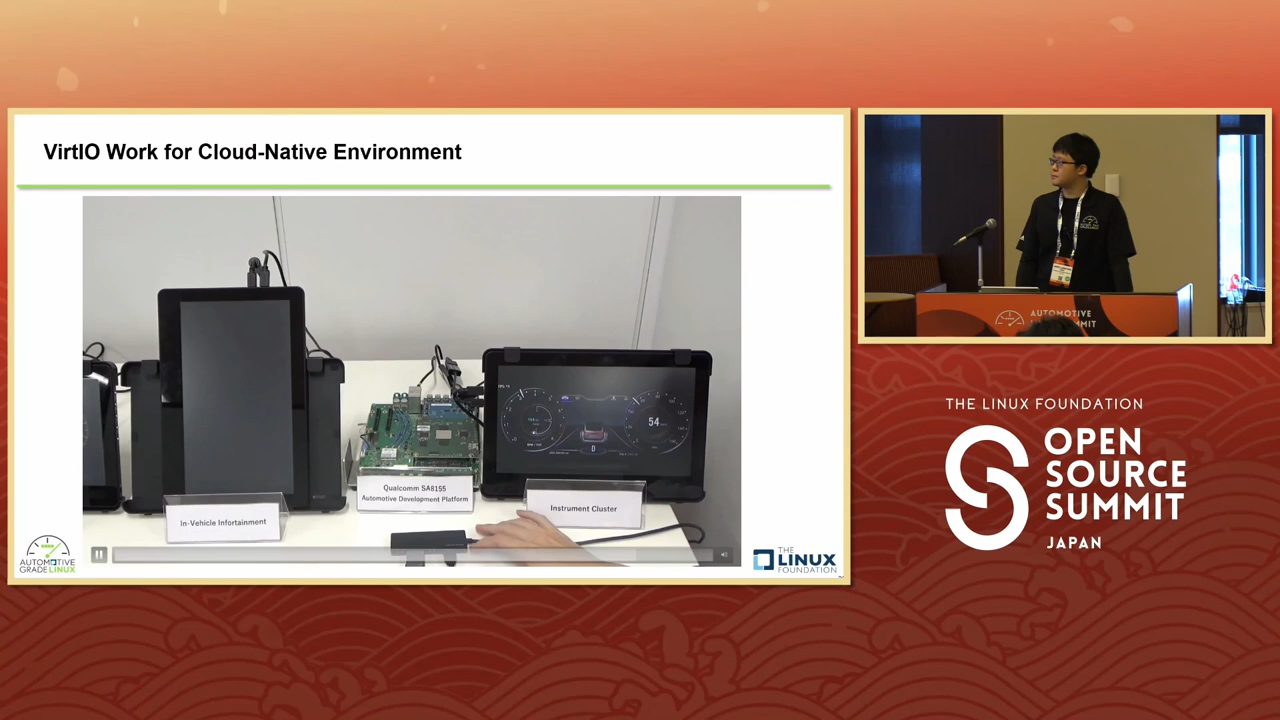 VirtIO Work for Cloud-Native Environment
54
Qualcomm SA8155
Automotive Development Platform
In-Vehicle Infortainment
Instrument Cluster
AUTOMOTIVE
GRADE LINUX
THE
LINUX
FOUNDATION
AUTOMOTIVE
THE LINUX FOUNDATION
OPEN
SOURCE
SUMMIT
JAPAN